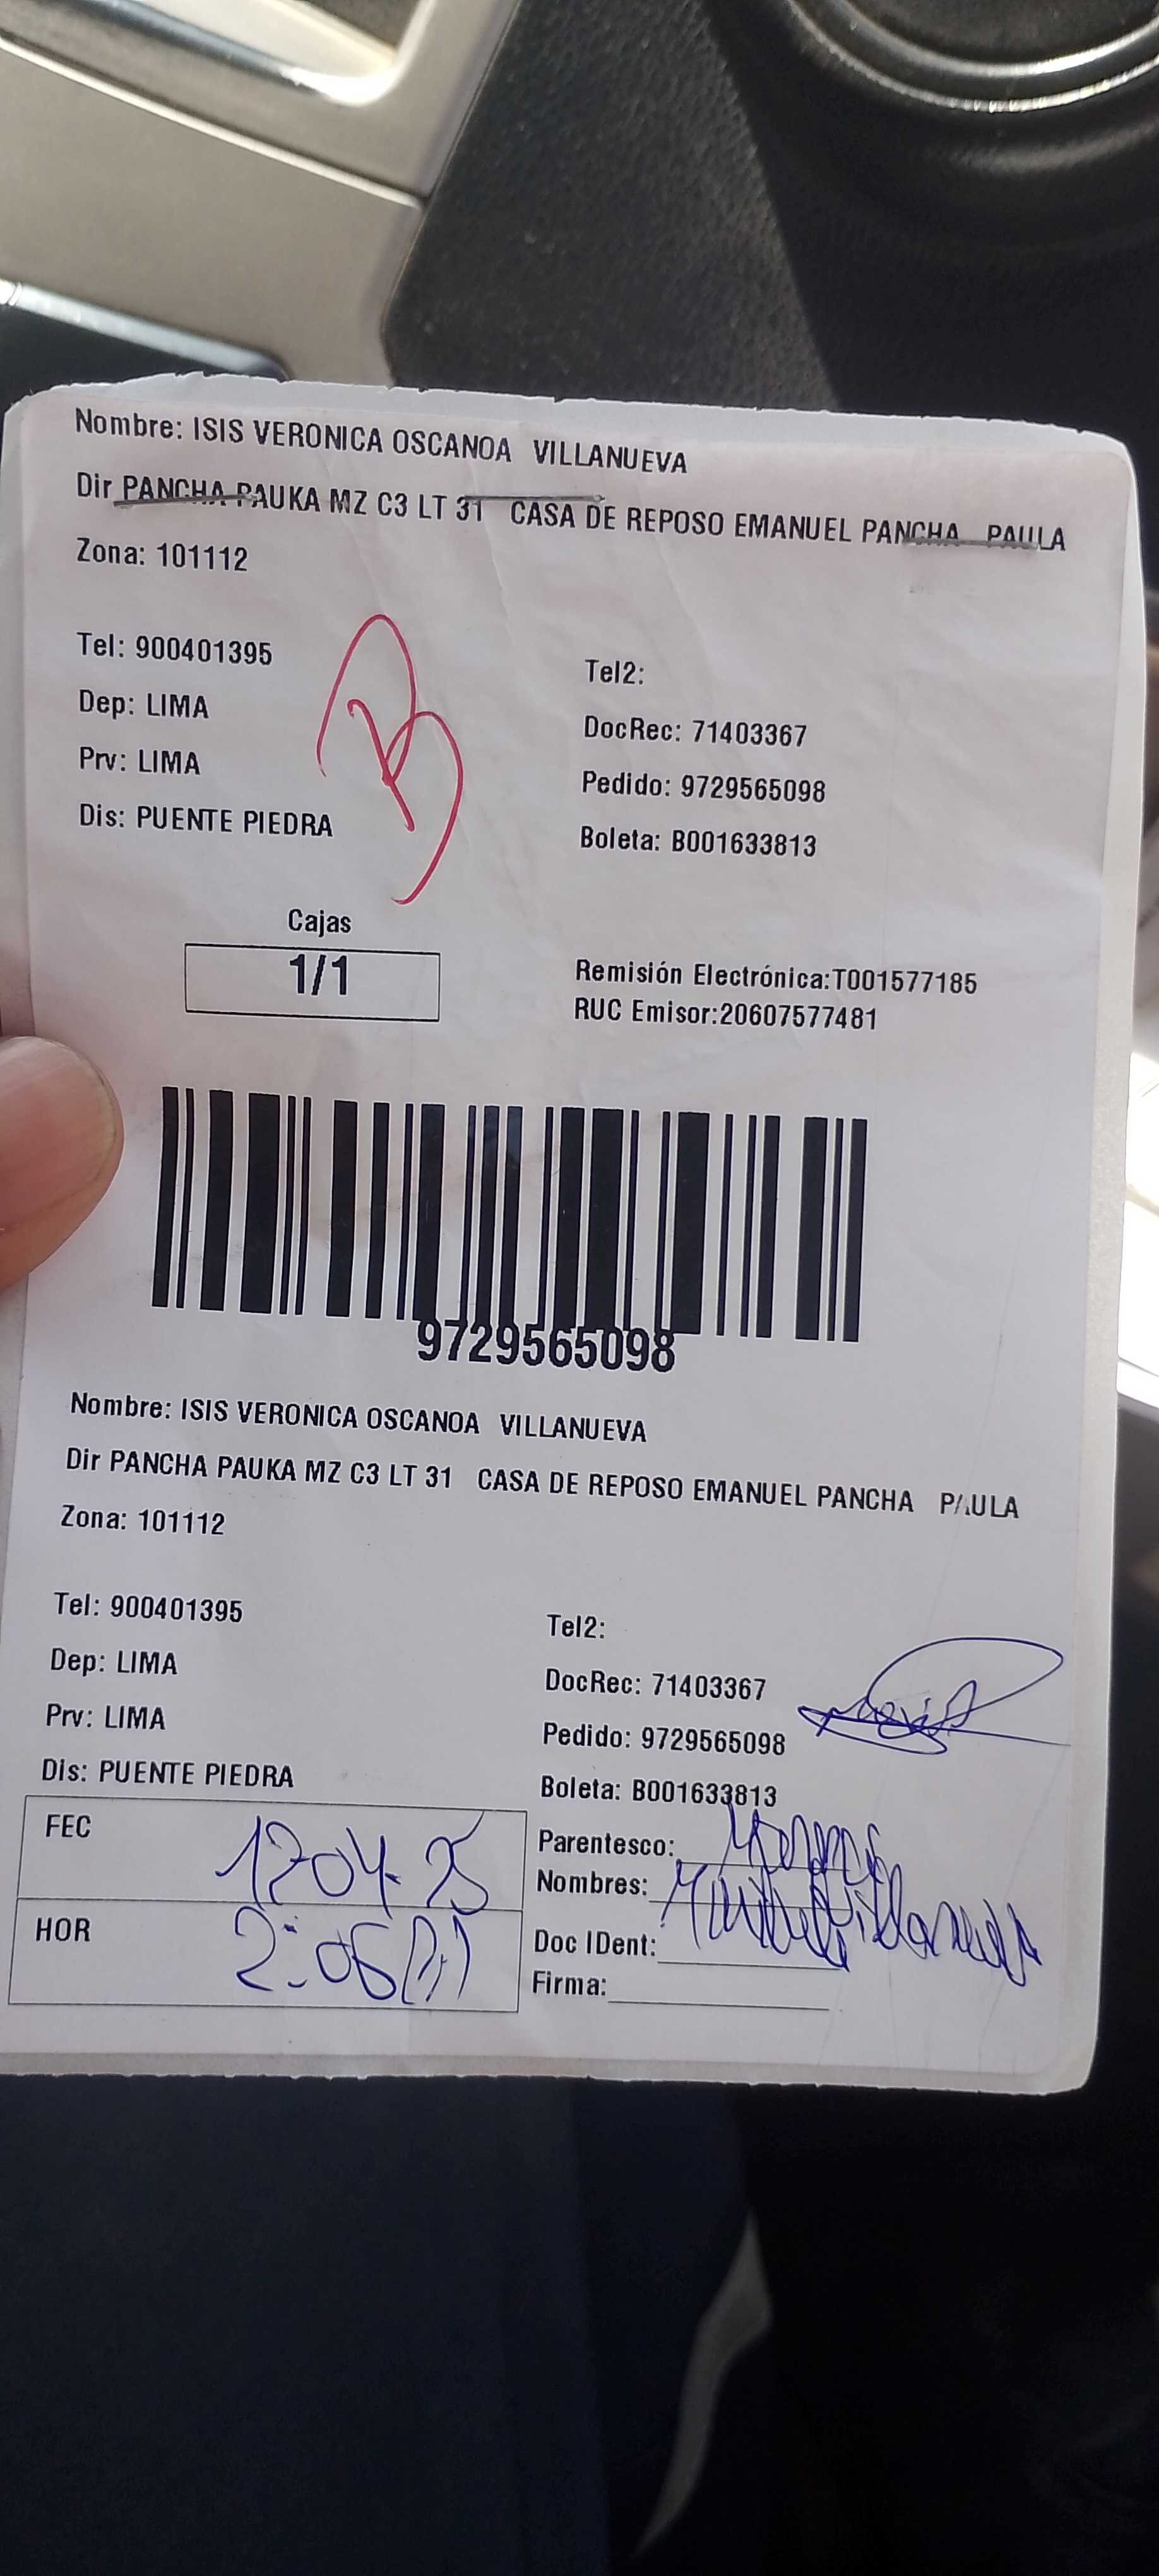 Nombre: ISIS VERONICA OSCANOA VILLANUEVA
Dir PANCHA PAUKA MZ C3 LT 31 CASA DE REPOSO EMANUEL PANCHA PAULA
Zona: 101112
Tel: 900401395
Tel2:
Dep: LIMA
DocRec: 71403367
Prv: LIMA
Pedido: 9729565098
Dis: PUENTE PIEDRA
Boleta: B001633813
Cajas
1/1
Remisión Electrónica:T001577185
RUC Emisor:20607577481
9729565098
Nombre: ISIS VERONICA OSCANOA VILLANUEVA
Dir PANCHA PAUKA MZ C3 LT 31 CASA DE REPOSO EMANUEL PANCHA PAULA
Zona: 101112
Tel: 900401395
Tel2:
Dep: LIMA
DocRec: 71403367
Prv: LIMA
Pedido: 9729565098
Dis: PUENTE PIEDRA
Boleta: B001633813
FEC 1704-25
Parentesco:
Nombres: Villanueva
HOR 2:06
Doc IDent:
Firma: